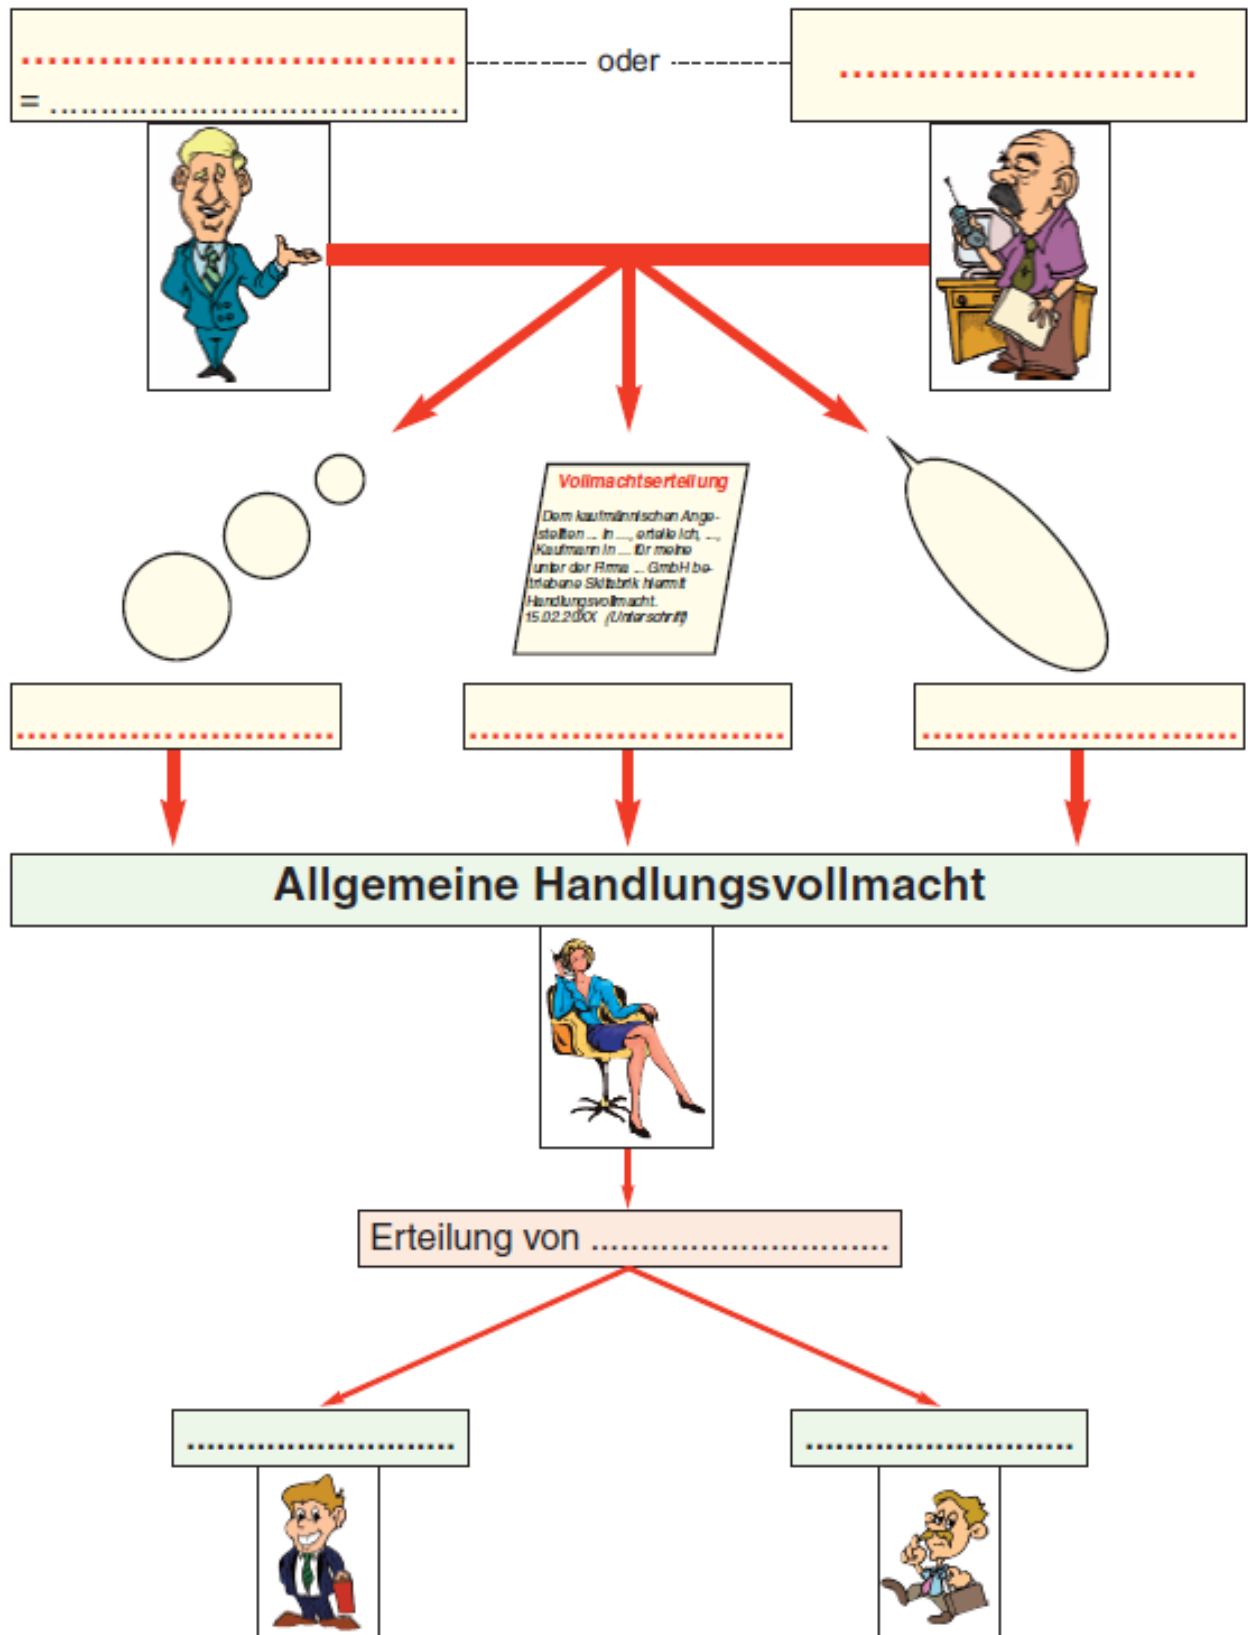 oder
=
Vollmachtserteilung
Dem kaufmännischen Ange-
stellten ... in ..., erteile ich, ...,
Kaufmann in ... für meine
unter der Firma ... GmbH be-
triebene Skifabrik hiermit
Handlungsvollmacht.
15.02.20XX (Unterschrift)
Allgemeine Handlungsvollmacht
Erteilung von ..............................